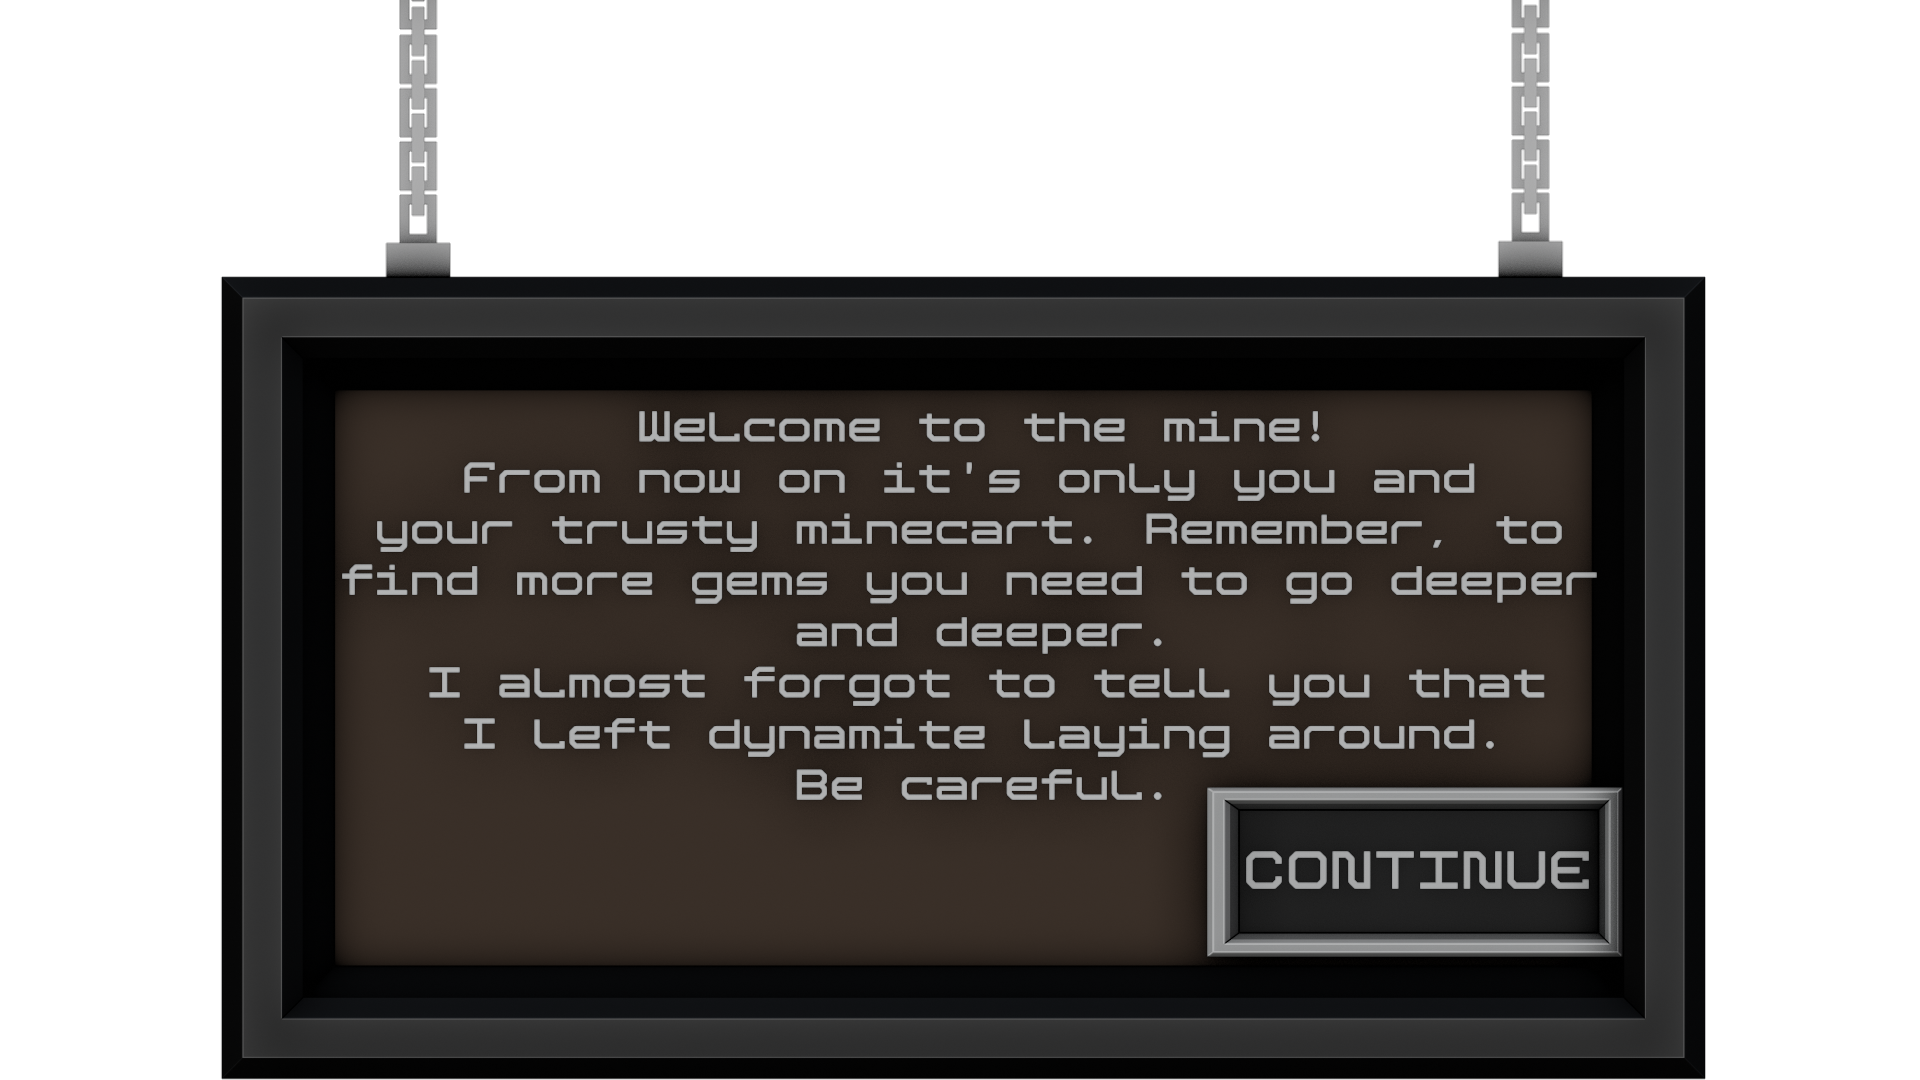 Welcome to the mine!
From now on it's only you and
your trusty minecart. Remember, to
find more gems you need to go deeper
and deeper.
I almost forgot to tell you that
I left dynamite laying around.
Be careful.
CONTINUE